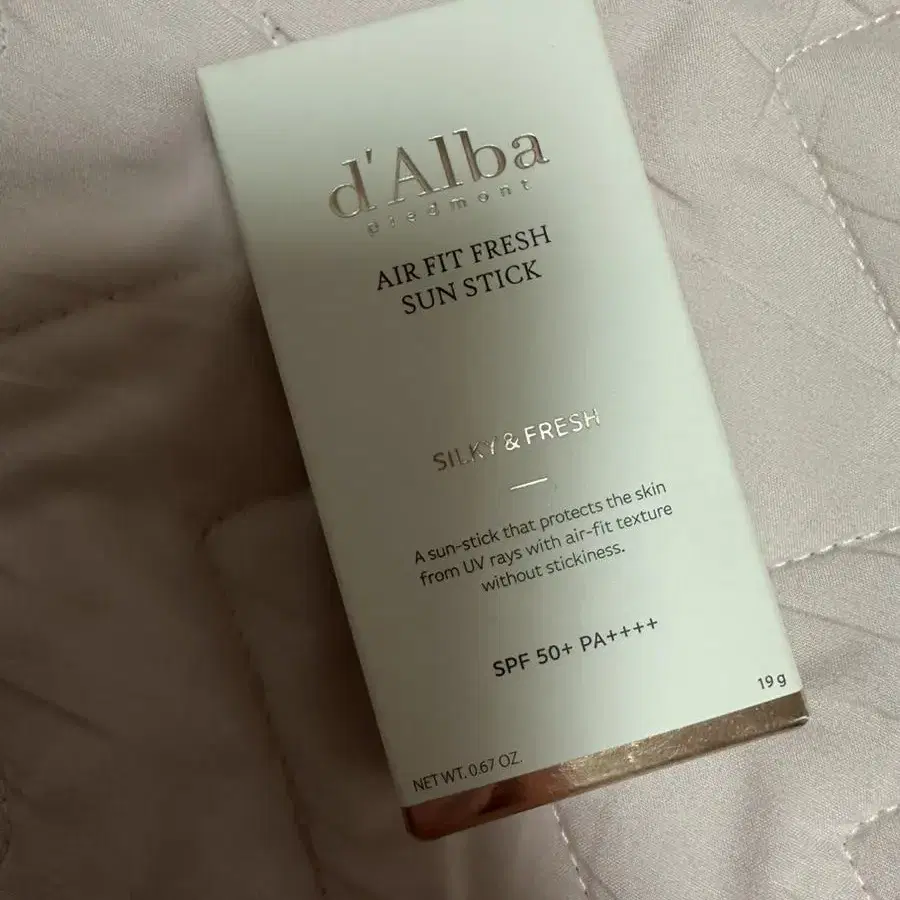 d'Alba
piedmont
AIR FIT FRESH
SUN STICK
SILKY & FRESH
A sun-stick that protects the skin
from UV rays with air-fit texture
without stickiness.
SPF 50+ PA++++
19 g
NET WT. 0.67 OZ.